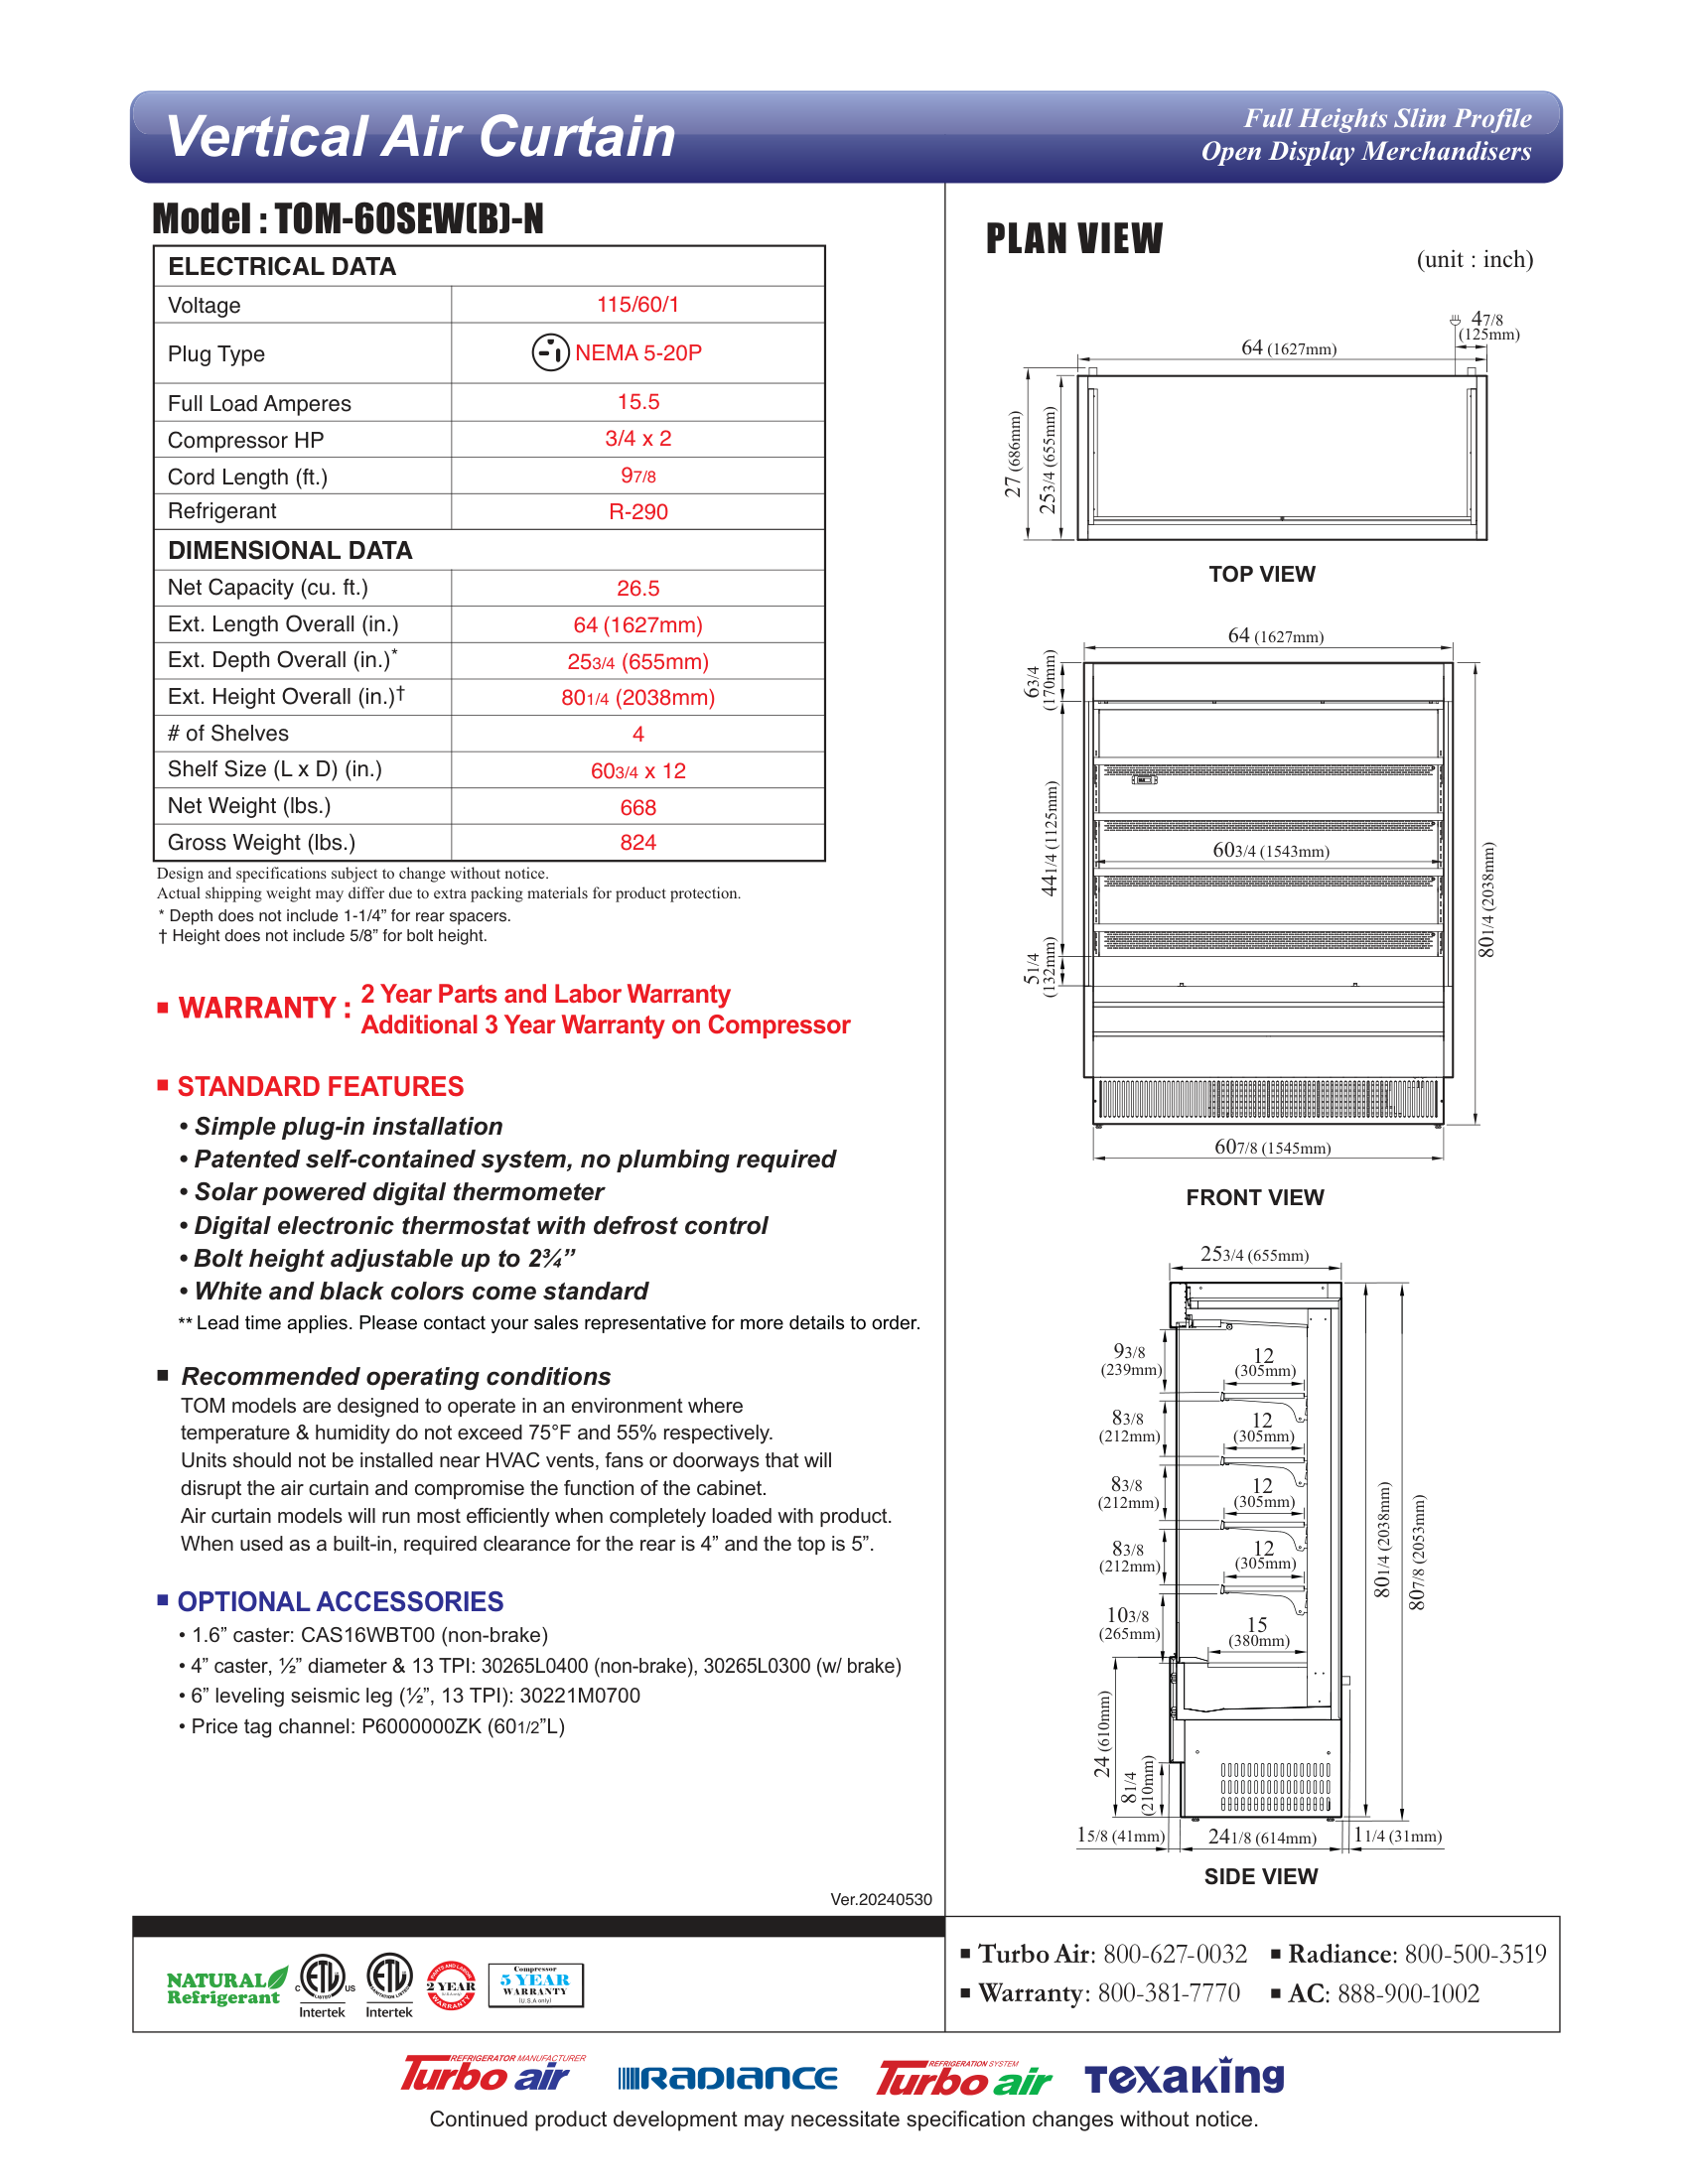 Vertical Air Curtain
Full Heights Slim Profile
Open Display Merchandisers
Model : TOM-60SEW(B)-N
ELECTRICAL DATA
Voltage 115/60/1
Plug Type NEMA 5-20P
Full Load Amperes 15.5
Compressor HP 3/4 x 2
Cord Length (ft.) 97/8
Refrigerant R-290
DIMENSIONAL DATA
Net Capacity (cu. ft.) 26.5
Ext. Length Overall (in.) 64 (1627mm)
Ext. Depth Overall (in.)* 253/4 (655mm)
Ext. Height Overall (in.)† 801/4 (2038mm)
# of Shelves 4
Shelf Size (L x D) (in.) 603/4 x 12
Net Weight (lbs.) 668
Gross Weight (lbs.) 824
Design and specifications subject to change without notice.
Actual shipping weight may differ due to extra packing materials for product protection.
* Depth does not include 1-1/4” for rear spacers.
† Height does not include 5/8” for bolt height.
■ WARRANTY : 2 Year Parts and Labor Warranty
Additional 3 Year Warranty on Compressor
■ STANDARD FEATURES
• Simple plug-in installation
• Patented self-contained system, no plumbing required
• Solar powered digital thermometer
• Digital electronic thermostat with defrost control
• Bolt height adjustable up to 2¾”
• White and black colors come standard
** Lead time applies. Please contact your sales representative for more details to order.
■ Recommended operating conditions
TOM models are designed to operate in an environment where
temperature & humidity do not exceed 75°F and 55% respectively.
Units should not be installed near HVAC vents, fans or doorways that will
disrupt the air curtain and compromise the function of the cabinet.
Air curtain models will run most efficiently when completely loaded with product.
When used as a built-in, required clearance for the rear is 4” and the top is 5”.
■ OPTIONAL ACCESSORIES
• 1.6” caster: CAS16WBT00 (non-brake)
• 4” caster, ½” diameter & 13 TPI: 30265L0400 (non-brake), 30265L0300 (w/ brake)
• 6” leveling seismic leg (½”, 13 TPI): 30221M0700
• Price tag channel: P6000000ZK (601/2”L)
Ver.20240530
PLAN VIEW
(unit : inch)
47/8
(125mm)
64 (1627mm)
27 (686mm)
253/4 (655mm)
TOP VIEW
64 (1627mm)
63/4
(170mm)
441/4 (1125mm)
603/4 (1543mm)
801/4 (2038mm)
51/4
(132mm)
607/8 (1545mm)
FRONT VIEW
253/4 (655mm)
93/8
(239mm)
12
(305mm)
83/8
(212mm)
12
(305mm)
83/8
(212mm)
12
(305mm)
83/8
(212mm)
12
(305mm)
103/8
(265mm)
15
(380mm)
801/4 (2038mm)
807/8 (2053mm)
24 (610mm)
81/4
(210mm)
15/8 (41mm)
241/8 (614mm)
11/4 (31mm)
SIDE VIEW
NATURAL
Refrigerant
C ETL US
LISTED
Intertek
ETL
SANITATION LISTED
Intertek
PARTS AND LABOR
2 YEAR
WARRANTY
Compressor
5 YEAR
WARRANTY
(U.S.A only)
■ Turbo Air: 800-627-0032 ■ Radiance: 800-500-3519
■ Warranty: 800-381-7770 ■ AC: 888-900-1002
REFRIGERATOR MANUFACTURER
Turbo air
RADIANCE
REFRIGERATION SYSTEM
Turbo air
Texaking
Continued product development may necessitate specification changes without notice.